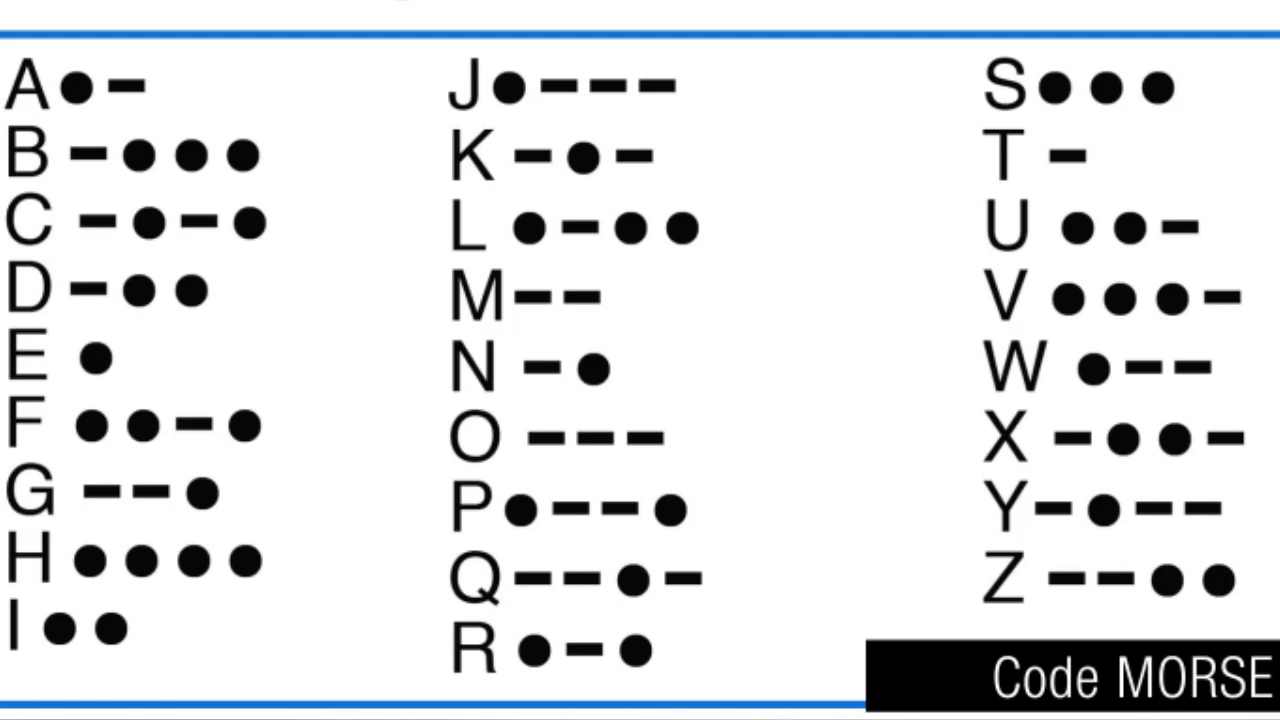 A ● –
B – ● ● ●
C – ● – ●
D – ● ●
E ●
F ● ● – ●
G – – ●
H ● ● ● ●
I ● ●
J ● – – –
K – ● –
L ● – ● ●
M – –
N – ●
O – – –
P ● – – ●
Q – – ● –
R ● – ●
S ● ● ●
T –
U ● ● –
V ● ● ● –
W ● – –
X – ● ● –
Y – ● – –
Z – – ● ●
Code MORSE